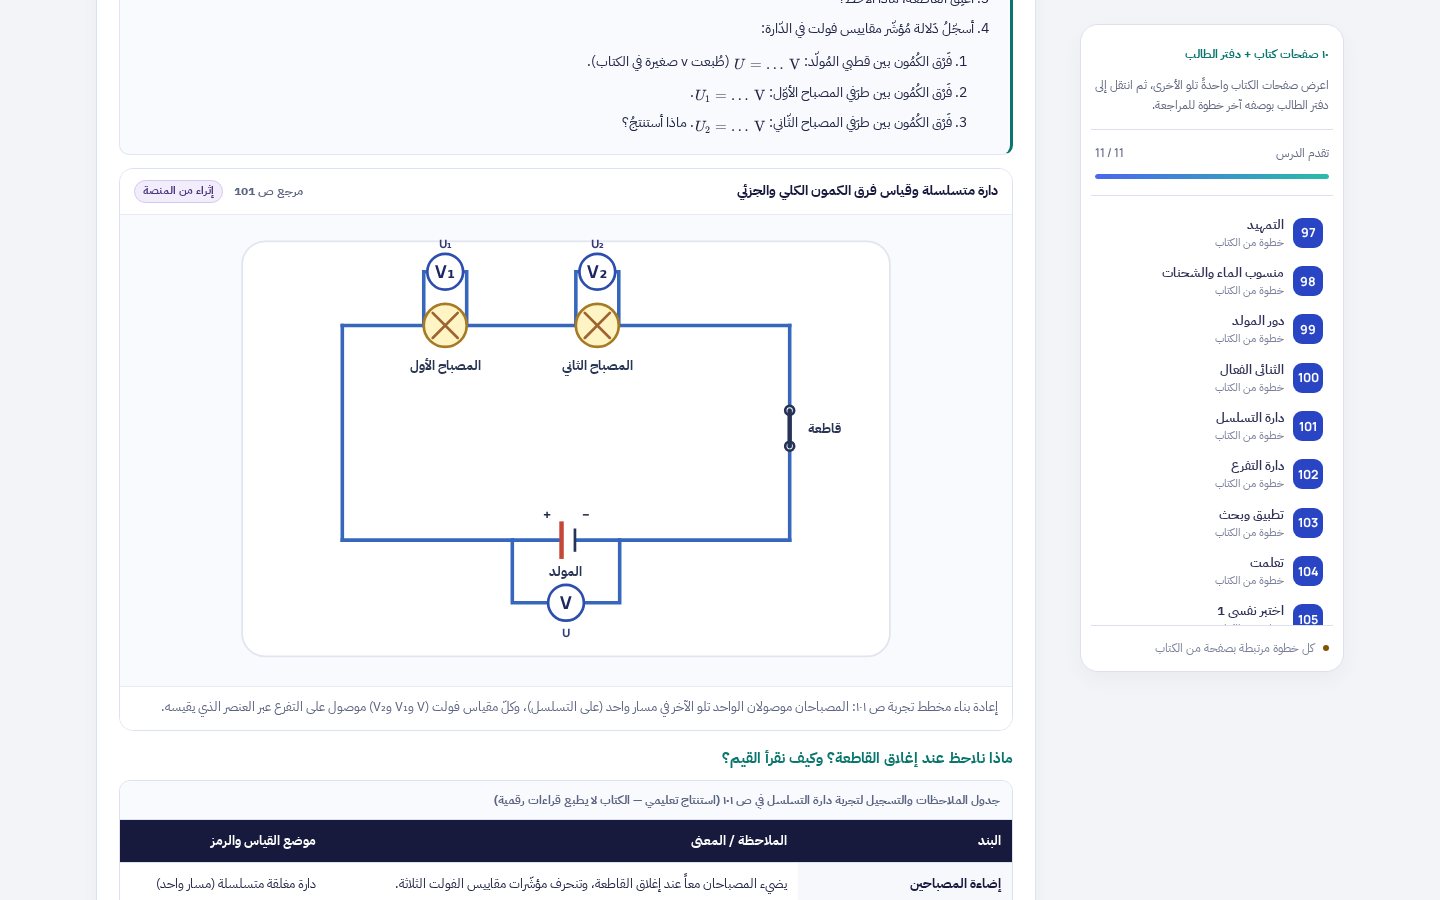 4. أسجّلُ دَلالة مُؤشّر مقاييس فولت في الدّارة:
1. فَرْق الكُمُون بين قطبي المُولّد: U = … V (طُبعت v صغيرة في الكتاب).
2. فَرْق الكُمُون بين طرَفي المصباح الأوّل: U₁ = … V.
3. فَرْق الكُمُون بين طرَفي المصباح الثّاني: U₂ = … V. ماذا أستنتجُ؟
دارة متسلسلة وقياس فرق الكمون الكلي والجزئي
مرجع ص 101
إثراء من المنصة
U₁
U₂
V₁
V₂
المصباح الأول
المصباح الثاني
قاطعة
+
−
المولد
V
U
إعادة بناء مخطط تجربة ص ١٠١: المصباحان موصولان الواحد تلو الآخر في مسار واحد (على التسلسل)، وكلّ مقياس فولت (V وV₁ وV₂) موصول على التفرع عبر العنصر الذي يقيسه.
ماذا نلاحظ عند إغلاق القاطعة؟ وكيف نقرأ القيم؟
جدول الملاحظات والتسجيل لتجربة دارة التسلسل في ص ١٠١ (استنتاج تعليمي — الكتاب لا يطبع قراءات رقمية)
البند
الملاحظة / المعنى
موضع القياس والرمز
إضاءة المصباحين
يضيء المصباحان معاً عند إغلاق القاطعة، وتنحرف مؤشّرات مقاييس الفولت الثلاثة.
دارة مغلقة متسلسلة (مسار واحد)
١٠ صفحات كتاب + دفتر الطالب
اعرض صفحات الكتاب واحدةً تلو الأخرى، ثم انتقل إلى
دفتر الطالب بوصفه آخر خطوة للمراجعة.
تقدم الدرس
11 / 11
97
التمهيد
خطوة من الكتاب
98
منسوب الماء والشحنات
خطوة من الكتاب
99
دور المولد
خطوة من الكتاب
100
الثنائي الفعال
خطوة من الكتاب
101
دارة التسلسل
خطوة من الكتاب
102
دارة التفرع
خطوة من الكتاب
103
تطبيق وبحث
خطوة من الكتاب
104
تعلمت
خطوة من الكتاب
105
اختبر نفسي 1
كل خطوة مرتبطة بصفحة من الكتاب